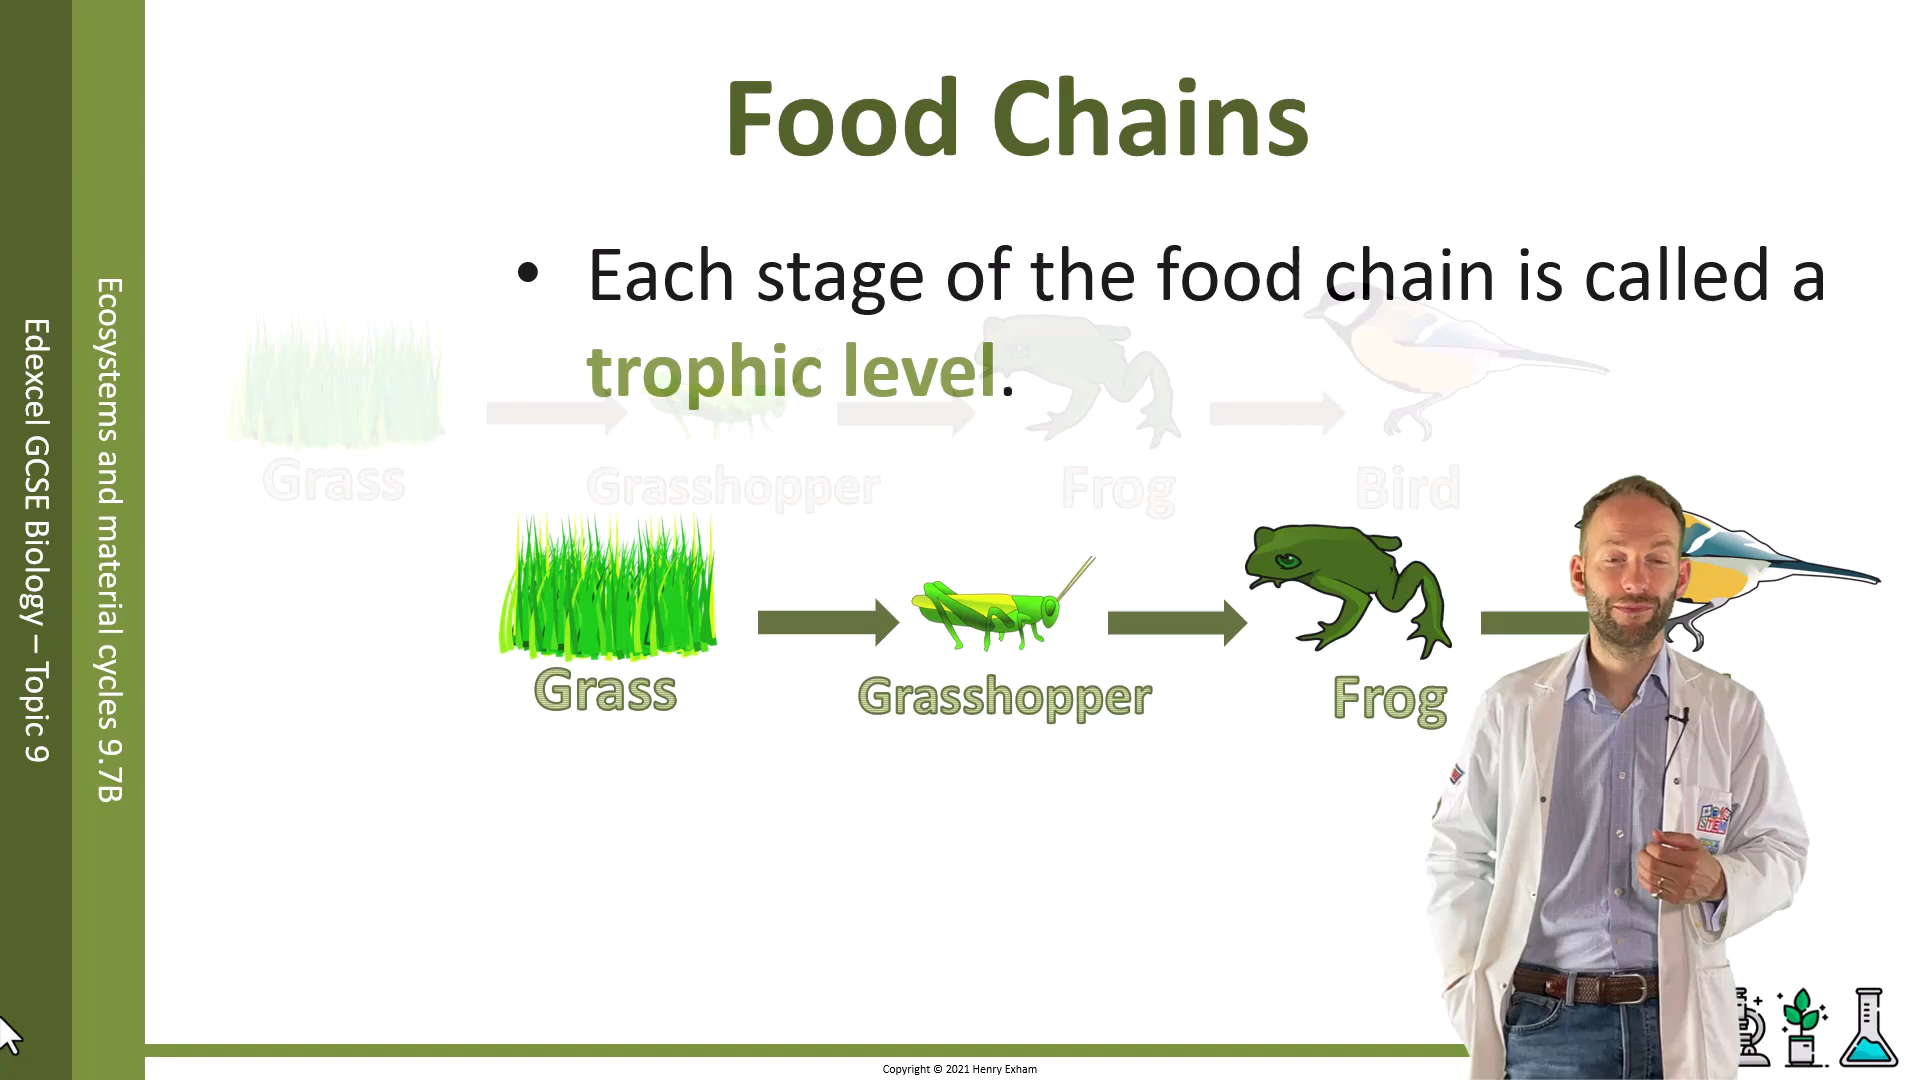 Food Chains
• Each stage of the food chain is called a
trophic level.
Grass
Grasshopper
Frog
Bird
Grass
Grasshopper
Frog
Ecosystems and material cycles 9.7B
Edexcel GCSE Biology – Topic 9
Copyright © 2021 Henry Exham